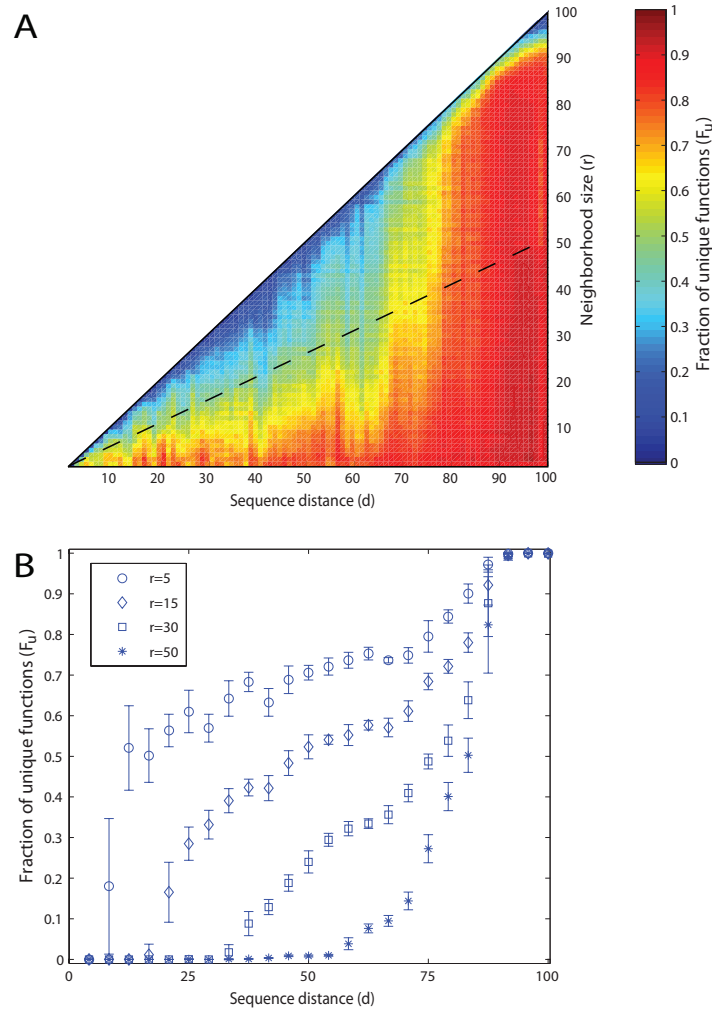 A
100
90
80
70
60
50
40
30
20
10
Neighborhood size (r)
10 20 30 40 50 60 70 80 90 100
Sequence distance (d)
1
0.9
0.8
0.7
0.6
0.5
0.4
0.3
0.2
0.1
0
Fraction of unique functions (Fu)
B
r=5
r=15
r=30
r=50
1
0.9
0.8
0.7
0.6
0.5
0.4
0.3
0.2
0.1
0
Fraction of unique functions (Fu)
0 25 50 75 100
Sequence distance (d)